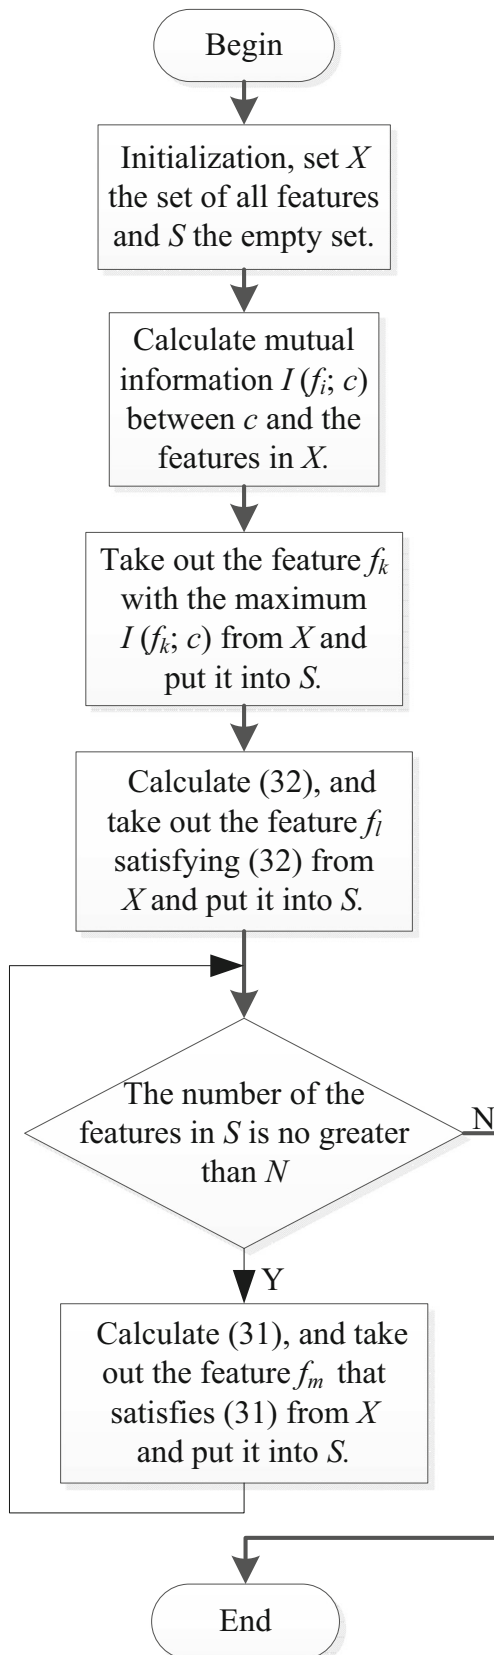 Begin
Initialization, set X
the set of all features
and S the empty set.
Calculate mutual
information I (fi; c)
between c and the
features in X.
Take out the feature fk
with the maximum
I (fk; c) from X and
put it into S.
Calculate (32), and
take out the feature fl
satisfying (32) from
X and put it into S.
The number of the
features in S is no greater
than N
N
Y
Calculate (31), and take
out the feature fm that
satisfies (31) from X
and put it into S.
End